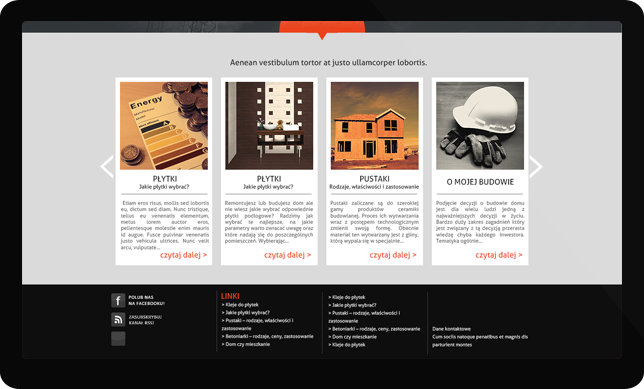 Aenean vestibulum tortor at justo ullamcorper lobortis.
Energy
PŁYTKI
Jakie płytki wybrać?
Etiam eros risus, mollis sed lobortis
eu, dictum sed diam. Nunc tristique,
tellus eu venenatis elementum,
metus lorem auctor eros,
pellentesque molestie enim mauris
id augue. Fusce pulvinar venenatis
justo vehicula ultrices. Nunc velit
arcu, vulputate...
czytaj dalej >
PŁYTKI
Jakie płytki wybrać?
Remontujesz lub budujesz dom ale
nie wiesz jakie wybrać odpowiednie
płytki podłogowe? Radzimy jak
wybrać te najlepsze, na jakie
parametry warto zwracać uwagę oraz
które nadają się do poszczególnych
pomieszczeń. Wybierając...
czytaj dalej >
PUSTAKI
Rodzaje, właściwości i zastosowanie
Pustaki zaliczane są do szerokiej
gamy produktów ceramiki
budowlanej. Proces ich wytwarzania
wraz z postępem technologicznym
zmienił swoją formę. Obecnie
materiał ten wytwarzany jest z gliny,
który wypala się w specjalnie...
czytaj dalej >
O MOJEJ BUDOWIE
Podjęcie decyzji o budowie domu
jest dla wielu ludzi jedną z
najważniejszych decyzji w życiu.
Bardzo duży zakres zagadnień który
jest związany z tą decyzją przerasta
wiedzę chyba każdego inwestora.
Tematyka ogólnie...
czytaj dalej >
POLUB NAS
NA FACEBOOKU!
ZASUBSKRYBUJ
KANAŁ RSS!
LINKI
> Kleje do płytek
> Jakie płytki wybrać?
> Pustaki – rodzaje, właściwości i
zastosowanie
> Betoniarki – rodzaje, ceny, zastosowanie
> Dom czy mieszkanie
> Kleje do płytek
> Jakie płytki wybrać?
> Pustaki – rodzaje, właściwości i
zastosowanie
> Betoniarki – rodzaje, ceny, zastosowanie
> Dom czy mieszkanie
> Kleje do płytek
Dane kontaktowe
Cum sociis natoque penatibus et magnis dis
parturient montes